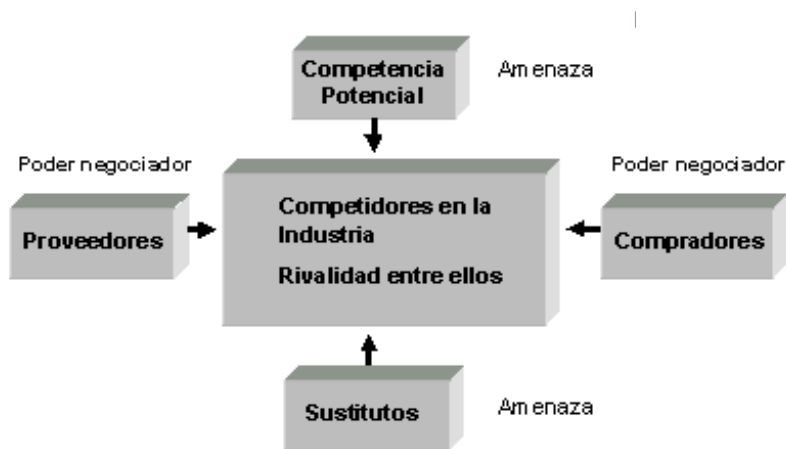 Competencia
Potencial
Amenaza
Poder negociador
Poder negociador
Proveedores
Competidores en la
Industria
Rivalidad entre ellos
Compradores
Sustitutos
Amenaza